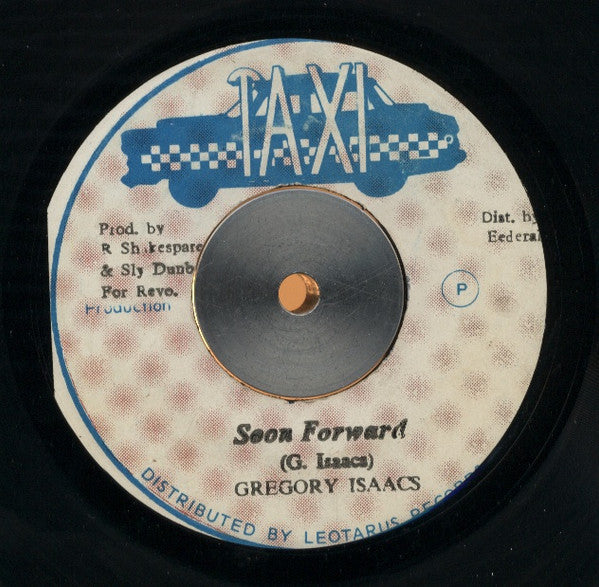 TAXI
Prod. by
R Shakespare
& Sly Dunb
For Revo.
Production
Dist. by
Federal
P
Soon Forward
(G. Isaacs)
GREGORY ISAACS
DISTRIBUTED BY LEOTARUS RECORDS